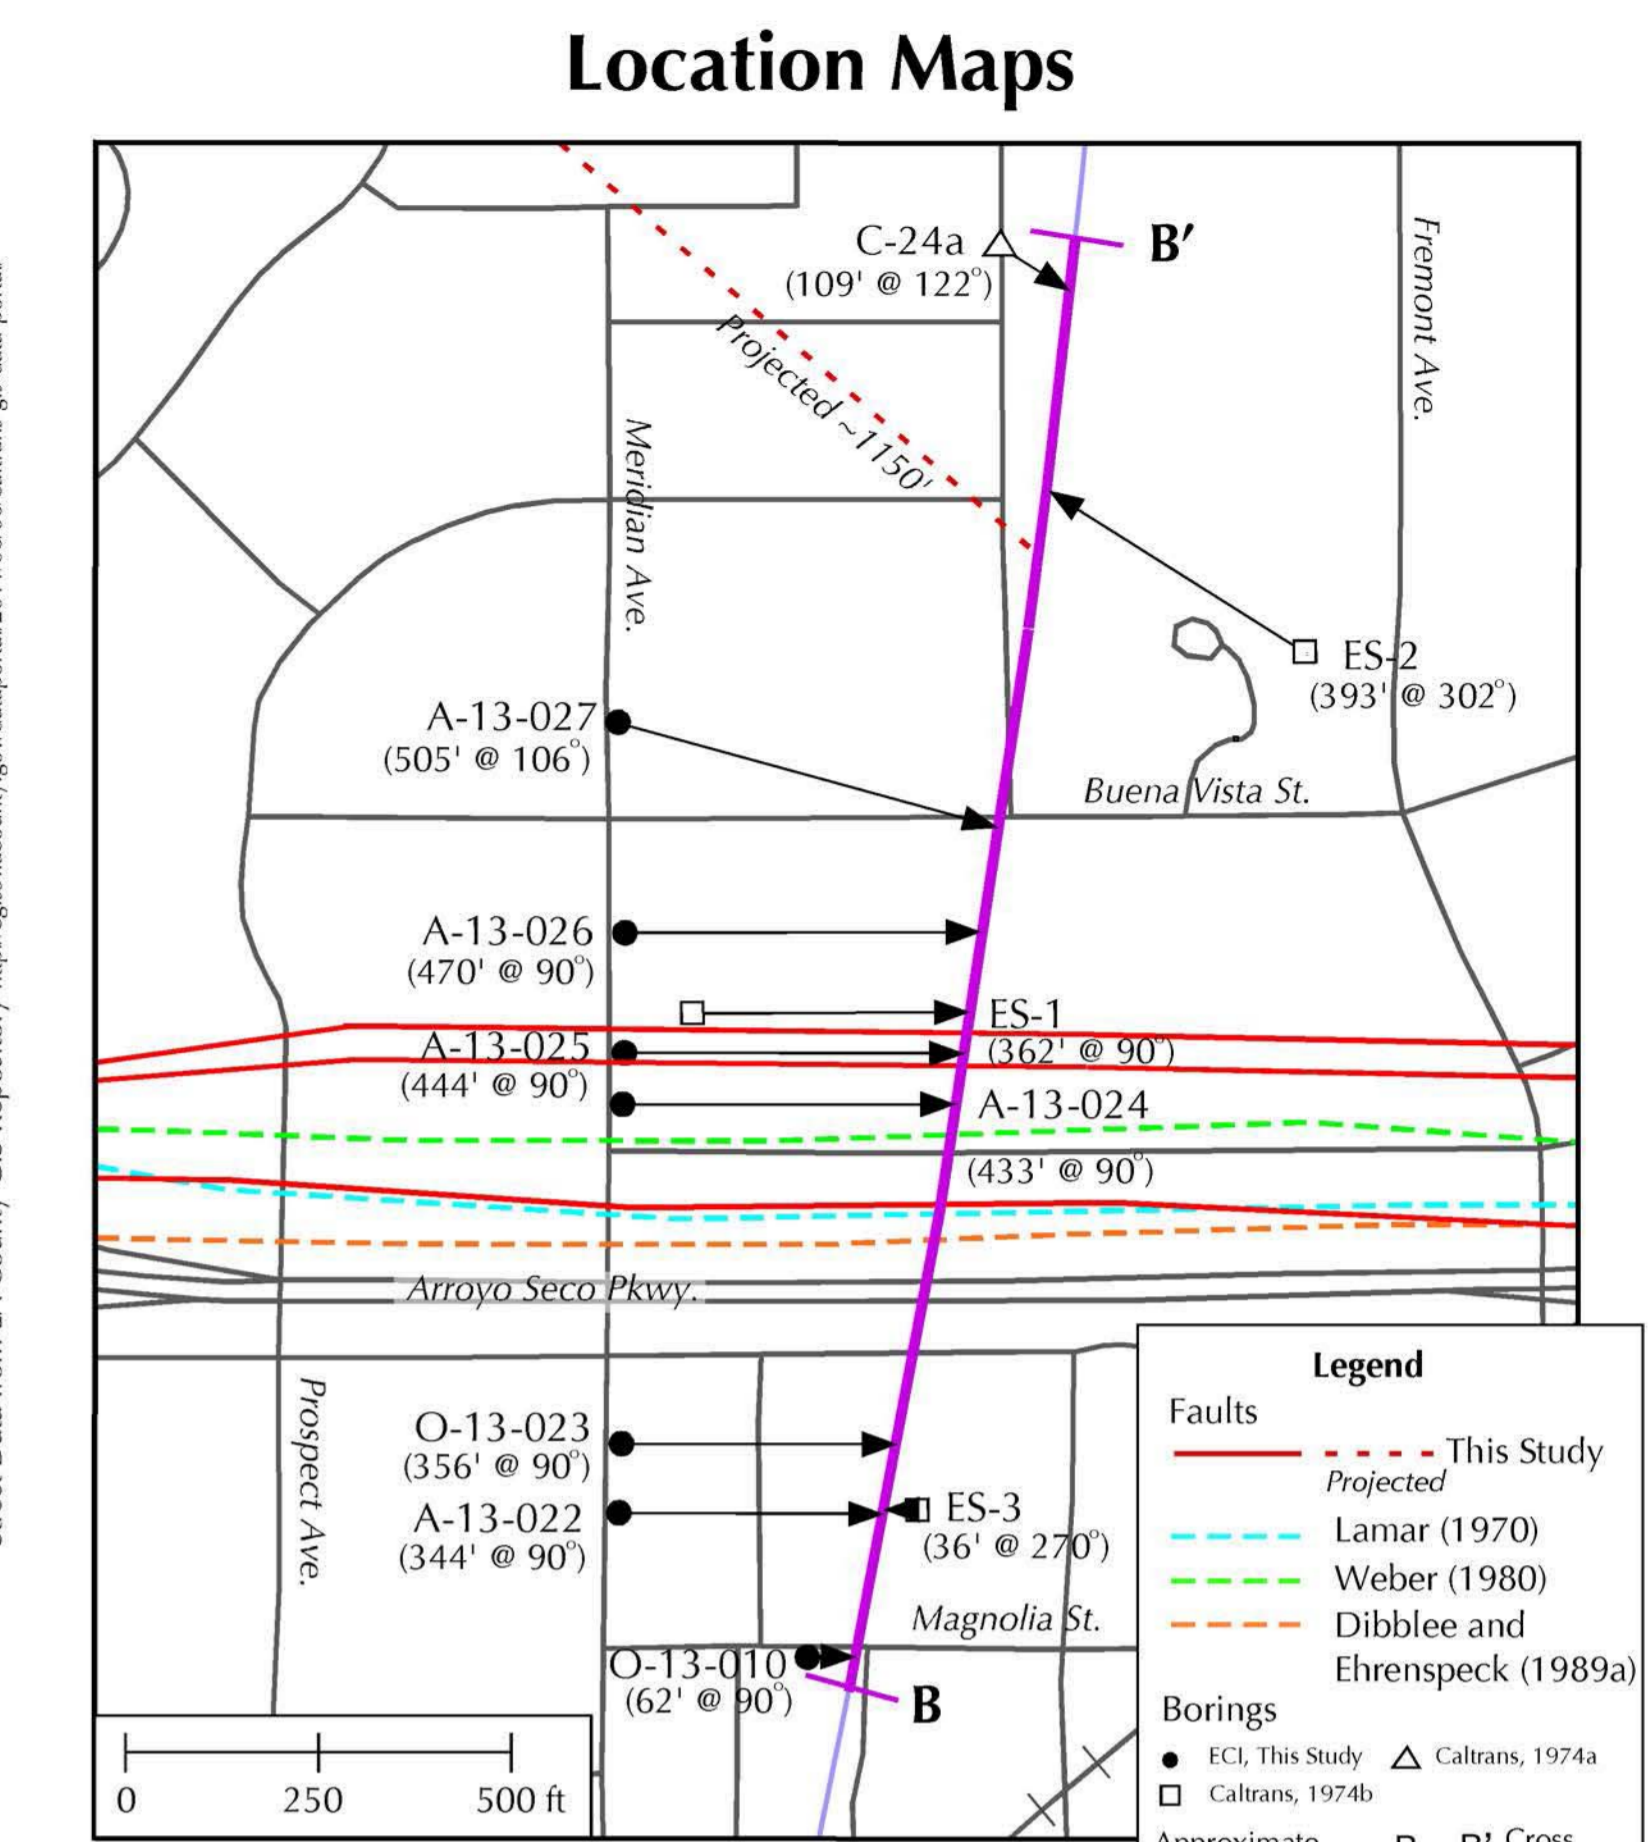 Location Maps
C-24a
(109' @ 122°)
B'
Fremont Ave.
Projected ~1150'
Meridian Ave.
ES-2
(393' @ 302°)
A-13-027
(505' @ 106°)
Buena Vista St.
A-13-026
(470' @ 90°)
ES-1
(362' @ 90°)
A-13-025
(444' @ 90°)
A-13-024
(433' @ 90°)
Arroyo Seco Pkwy.
Prospect Ave.
O-13-023
(356' @ 90°)
A-13-022
(344' @ 90°)
ES-3
(36' @ 270°)
Magnolia St.
O-13-010
(62' @ 90°)
B
0 250 500 ft
Legend
Faults
This Study
Projected
Lamar (1970)
Weber (1980)
Dibblee and
Ehrenspeck (1989a)
Borings
ECI, This Study
Caltrans, 1974a
Caltrans, 1974b
Approximate
B B' Cross